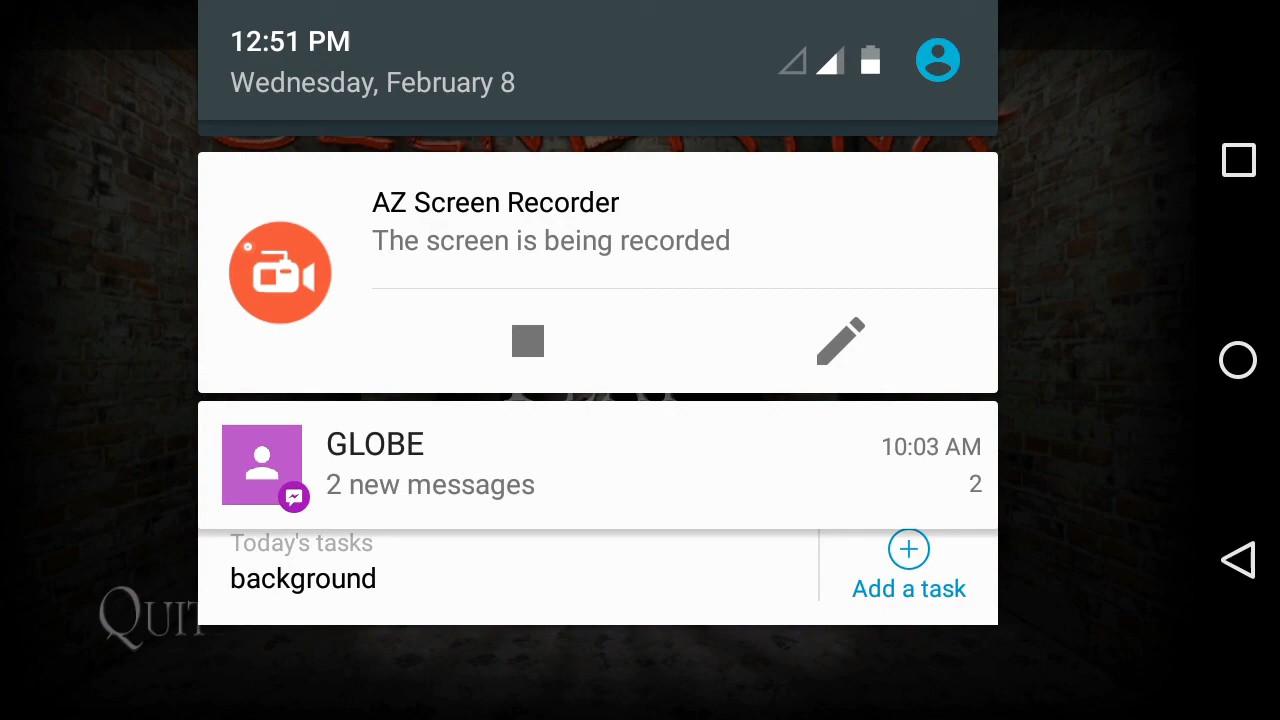 12:51 PM
Wednesday, February 8
AZ Screen Recorder
The screen is being recorded
GLOBE
10:03 AM
2 new messages
2
Today's tasks
background
Add a task
QUIT